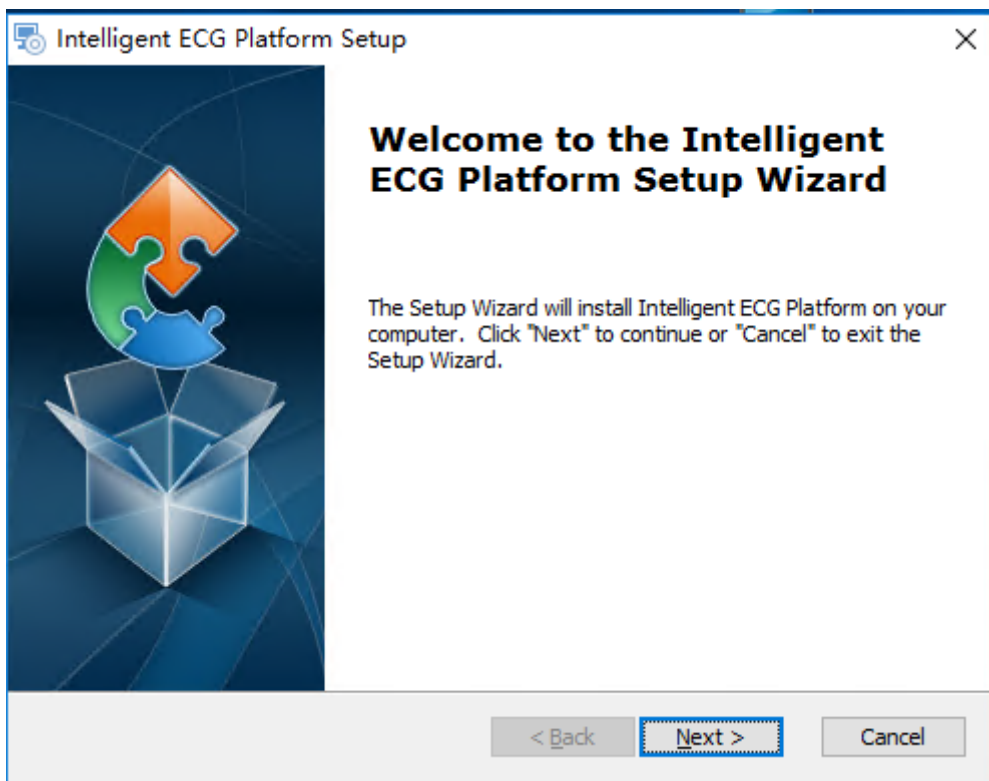 Intelligent ECG Platform Setup
Welcome to the Intelligent
ECG Platform Setup Wizard
The Setup Wizard will install Intelligent ECG Platform on your
computer. Click "Next" to continue or "Cancel" to exit the
Setup Wizard.
< Back Next > Cancel